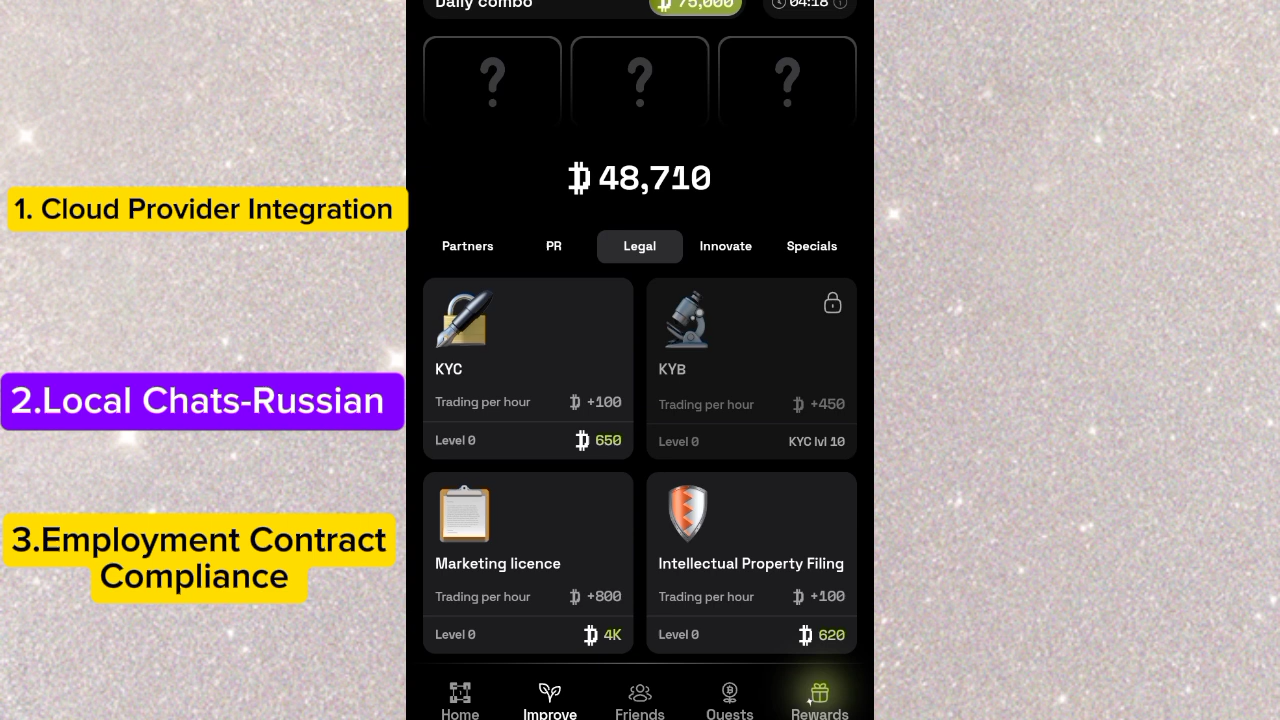 Daily combo
75,000
04:18
48,710
Partners PR Legal Innovate Specials
1. Cloud Provider Integration
2.Local Chats-Russian
3.Employment Contract
Compliance
KYC
Trading per hour +100
Level 0 650
KYB
Trading per hour +450
Level 0 KYC lvl 10
Marketing licence
Trading per hour +800
Level 0 4K
Intellectual Property Filing
Trading per hour +100
Level 0 620
Home Improve Friends Quests Rewards